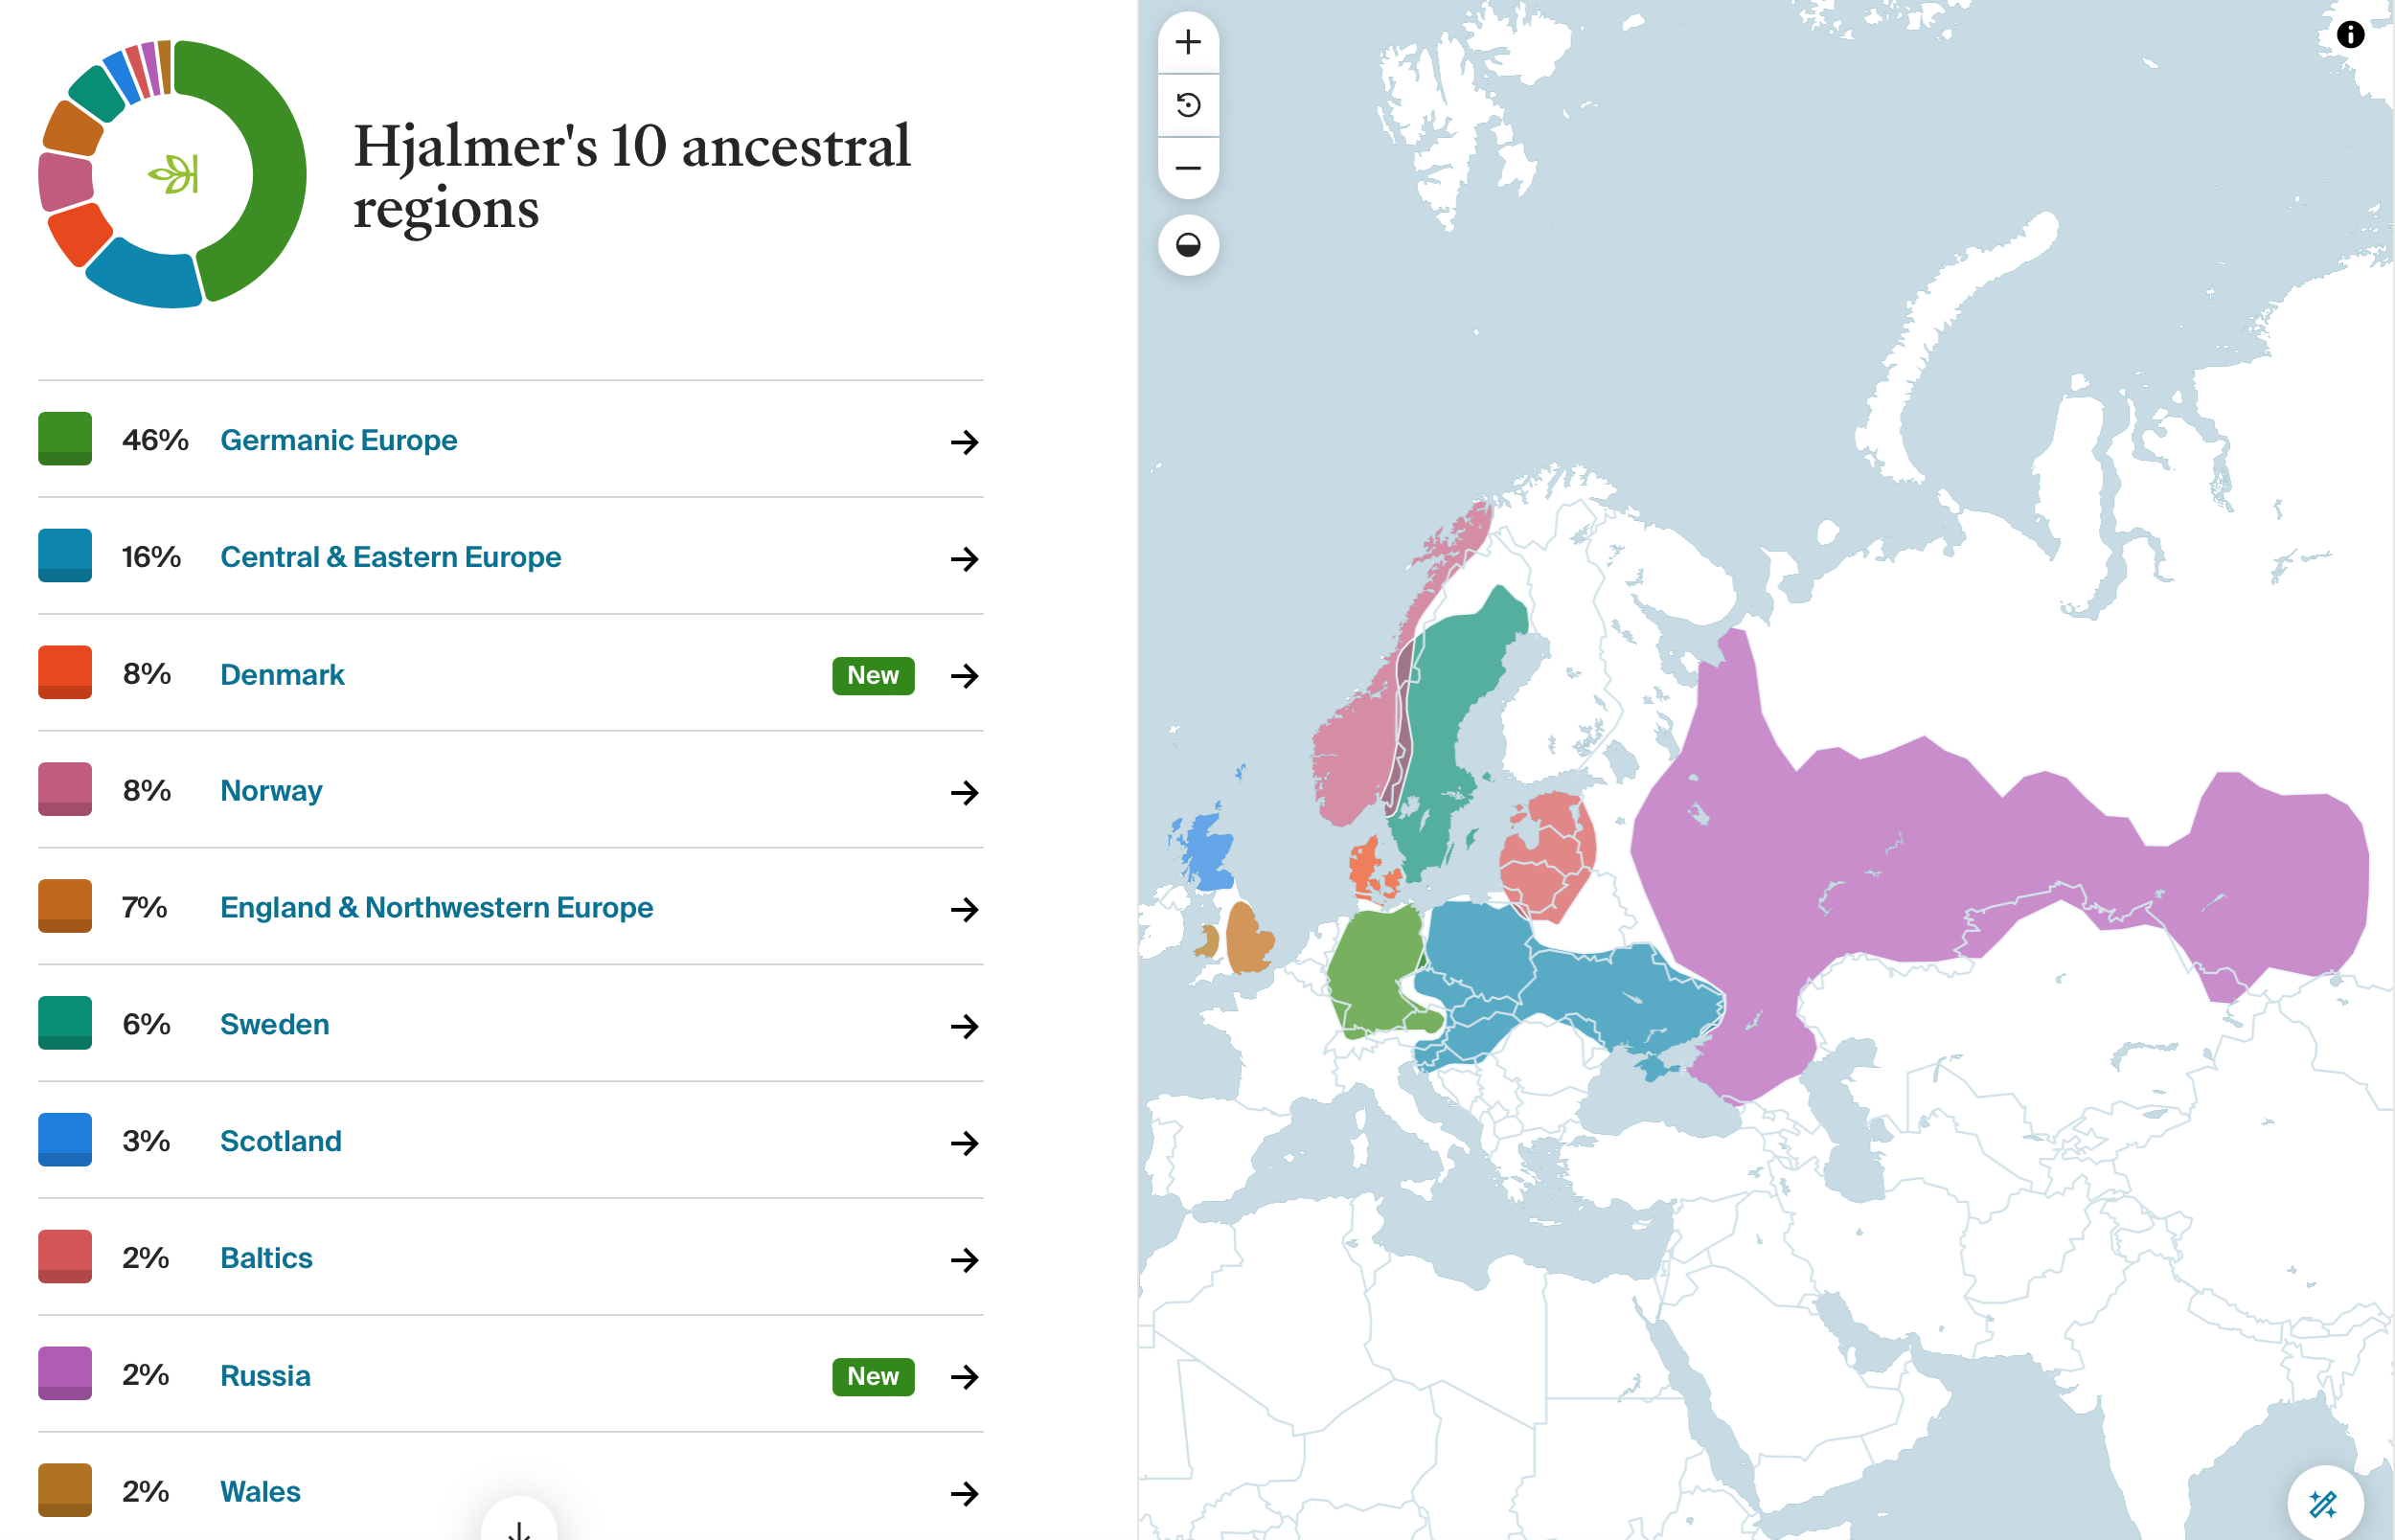 Hjalmer's 10 ancestral
regions
46% Germanic Europe
16% Central & Eastern Europe
8% Denmark New
8% Norway
7% England & Northwestern Europe
6% Sweden
3% Scotland
2% Baltics
2% Russia New
2% Wales